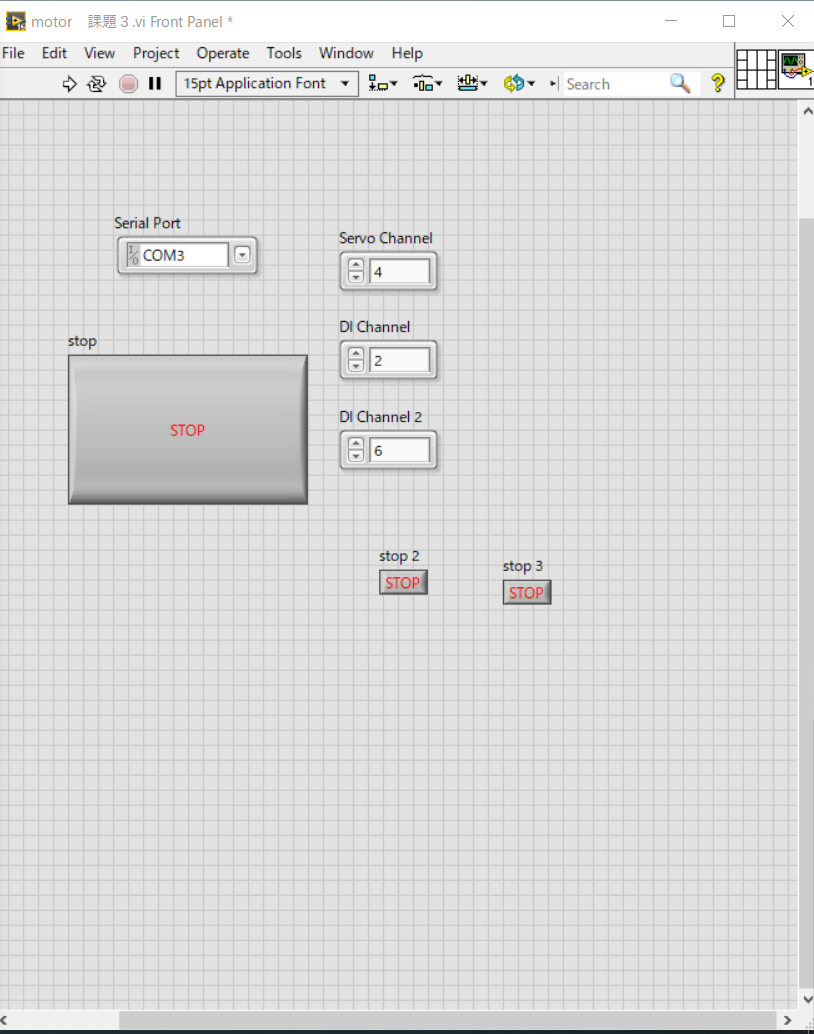 motor 課題３.vi Front Panel *
File Edit View Project Operate Tools Window Help
15pt Application Font Search ?
1
Serial Port
COM3
Servo Channel
4
DI Channel
2
stop
STOP
DI Channel 2
6
stop 2
STOP
stop 3
STOP